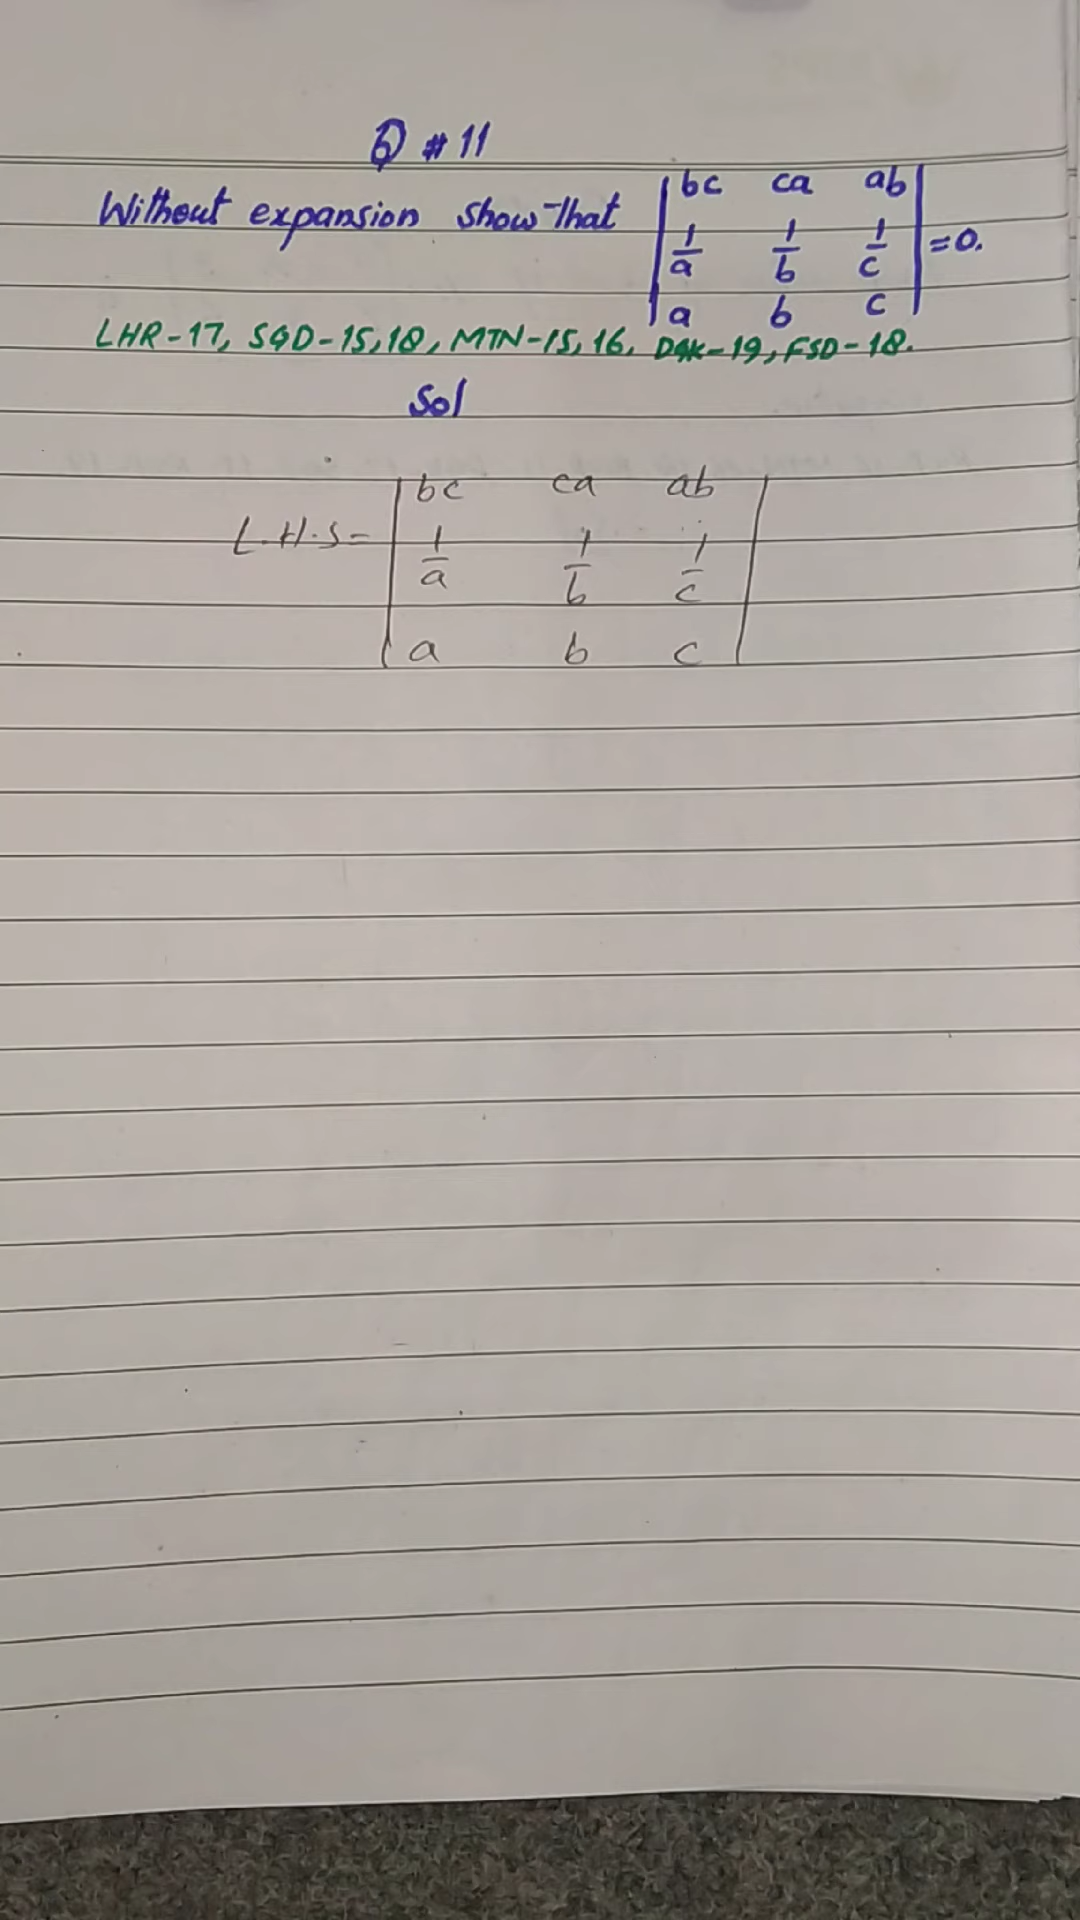 Q # 11
Without expansion show that | bc ca ab |
| 1/a 1/b 1/c | = 0.
| a b c |
LHR-17, SGD-15,18, MTN-15,16, DGK-19, FSD-18.
Sol
| bc ca ab |
L.H.S = | 1/a 1/b 1/c |
| a b c |